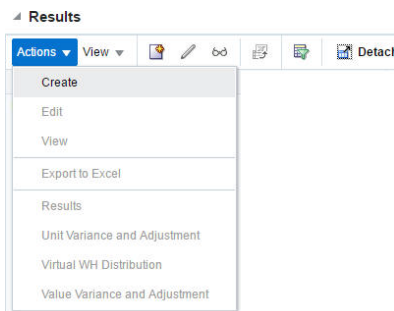 Results
Actions View Detach
Create
Edit
View
Export to Excel
Results
Unit Variance and Adjustment
Virtual WH Distribution
Value Variance and Adjustment